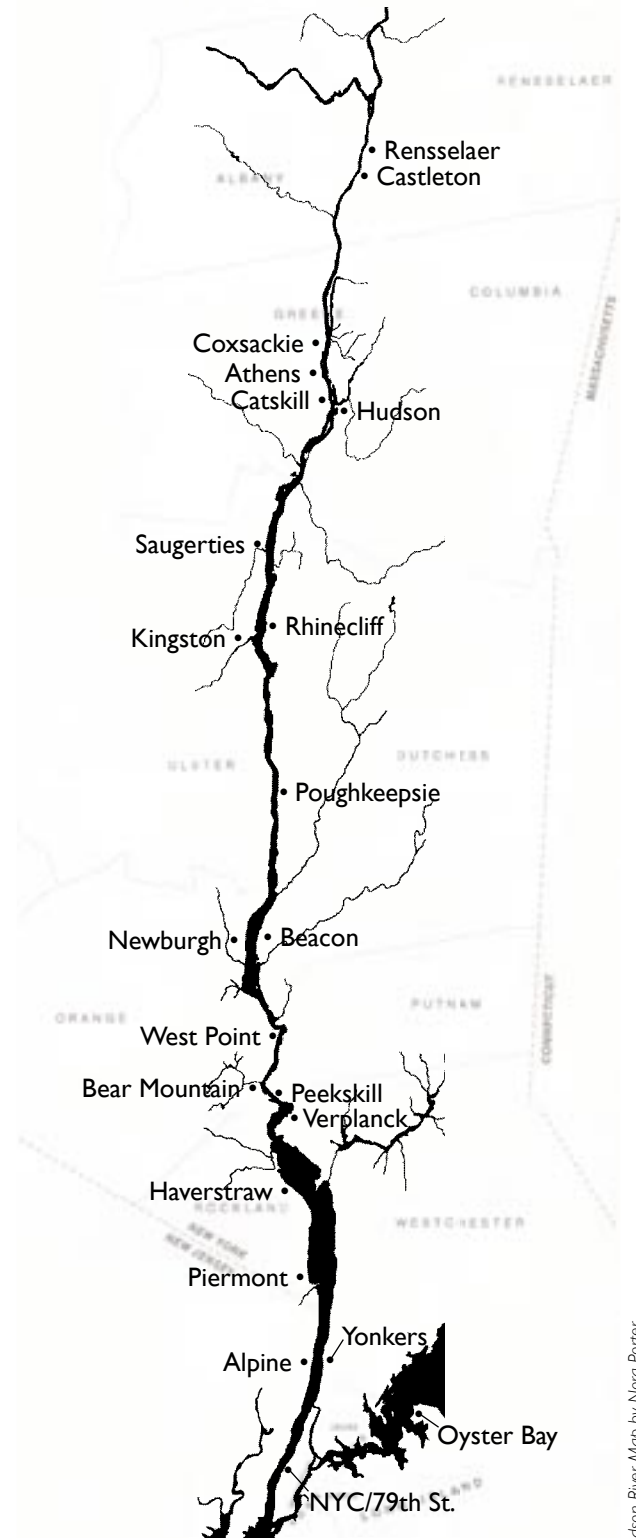 RENSSELAER
Rensselaer
Castleton
ALBANY
COLUMBIA
GREENE
MASSACHUSETTS
Coxsackie
Athens
Catskill
Hudson
Saugerties
Rhinecliff
Kingston
ULSTER
DUTCHESS
Poughkeepsie
Newburgh
Beacon
ORANGE
PUTNAM
CONNECTICUT
West Point
Bear Mountain
Peekskill
Verplanck
Haverstraw
ROCKLAND
WESTCHESTER
NEW YORK
NEW JERSEY
Piermont
Yonkers
Alpine
Oyster Bay
NYC/79th St.
LONG ISLAND
River Map by Nora Porter